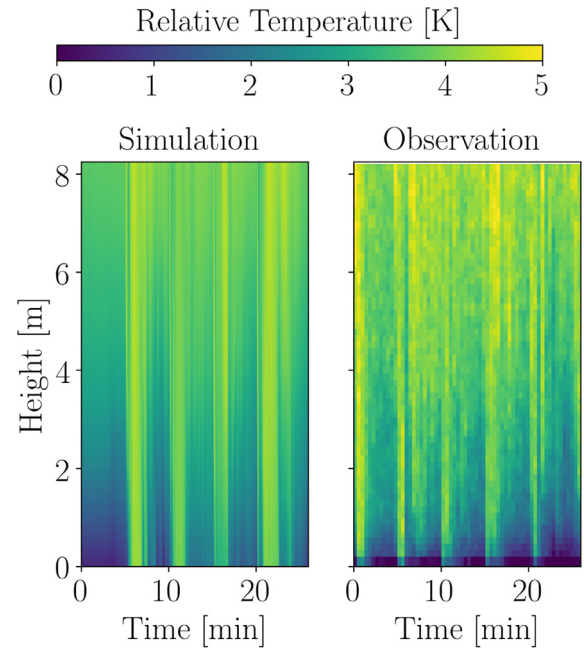 Relative Temperature [K]
0 1 2 3 4 5
Simulation Observation
8
6
4
2
0
Height [m]
0 10 20
0 10 20
Time [min] Time [min]